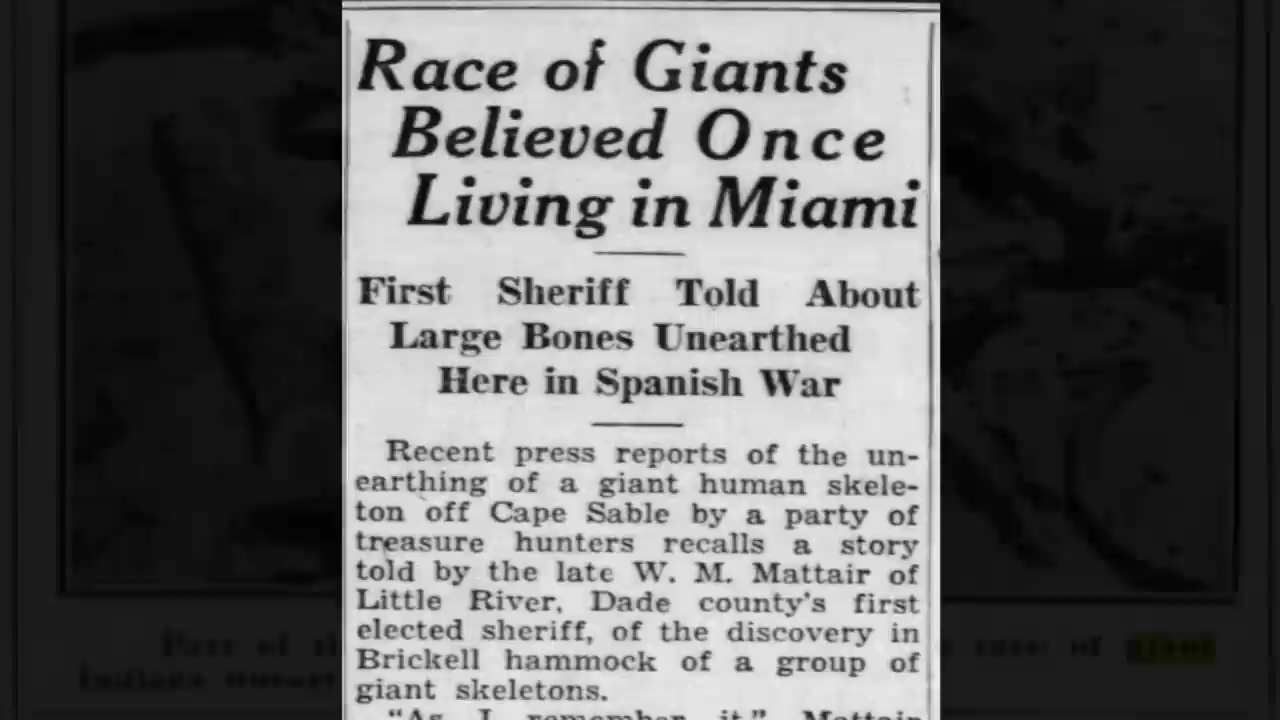 Race of Giants
Believed Once
Living in Miami
First Sheriff Told About
Large Bones Unearthed
Here in Spanish War
Recent press reports of the un-
earthing of a giant human skele-
ton off Cape Sable by a party of
treasure hunters recalls a story
told by the late W. M. Mattair of
Little River, Dade county's first
elected sheriff, of the discovery in
Brickell hammock of a group of
giant skeletons.
"As I remember it," Mattair
giant